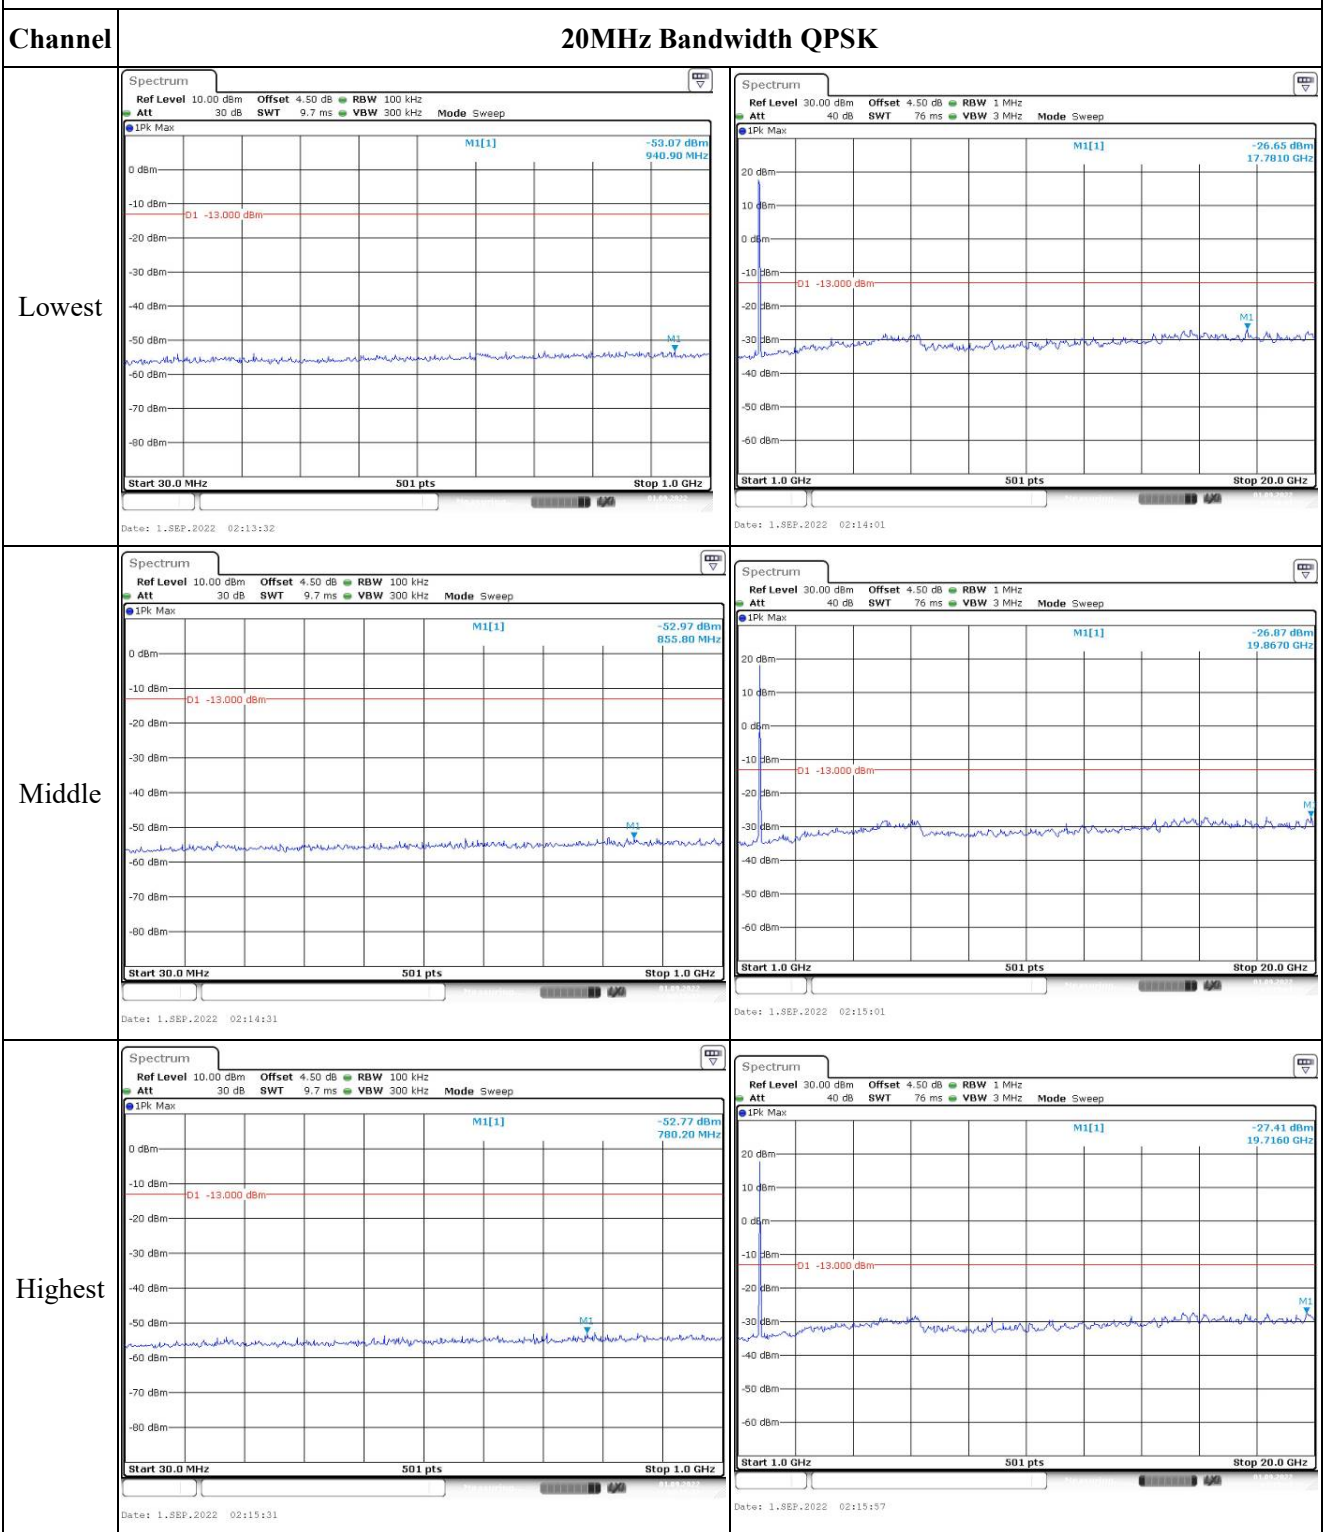 Channel
20MHz Bandwidth QPSK
Lowest
Spectrum
Ref Level 10.00 dBm Offset 4.50 dB RBW 100 kHz
Att 30 dB SWT 9.7 ms VBW 300 kHz Mode Sweep
1Pk Max
M1[1] -53.07 dBm
940.90 MHz
0 dBm
-10 dBm
D1 -13.000 dBm
-20 dBm
-30 dBm
-40 dBm
-50 dBm
M1
-60 dBm
-70 dBm
-80 dBm
Start 30.0 MHz 501 pts Stop 1.0 GHz
Date: 1.SEP.2022 02:13:32
Spectrum
Ref Level 30.00 dBm Offset 4.50 dB RBW 1 MHz
Att 40 dB SWT 76 ms VBW 3 MHz Mode Sweep
1Pk Max
M1[1] -26.65 dBm
17.7810 GHz
20 dBm
10 dBm
0 dBm
-10 dBm
D1 -13.000 dBm
-20 dBm
M1
-30 dBm
-40 dBm
-50 dBm
-60 dBm
Start 1.0 GHz 501 pts Stop 20.0 GHz
Date: 1.SEP.2022 02:14:01
Middle
Spectrum
Ref Level 10.00 dBm Offset 4.50 dB RBW 100 kHz
Att 30 dB SWT 9.7 ms VBW 300 kHz Mode Sweep
1Pk Max
M1[1] -52.97 dBm
855.80 MHz
0 dBm
-10 dBm
D1 -13.000 dBm
-20 dBm
-30 dBm
-40 dBm
-50 dBm
M1
-60 dBm
-70 dBm
-80 dBm
Start 30.0 MHz 501 pts Stop 1.0 GHz
Date: 1.SEP.2022 02:14:31
Spectrum
Ref Level 30.00 dBm Offset 4.50 dB RBW 1 MHz
Att 40 dB SWT 76 ms VBW 3 MHz Mode Sweep
1Pk Max
M1[1] -26.87 dBm
19.8670 GHz
20 dBm
10 dBm
0 dBm
-10 dBm
D1 -13.000 dBm
-20 dBm
M1
-30 dBm
-40 dBm
-50 dBm
-60 dBm
Start 1.0 GHz 501 pts Stop 20.0 GHz
Date: 1.SEP.2022 02:15:01
Highest
Spectrum
Ref Level 10.00 dBm Offset 4.50 dB RBW 100 kHz
Att 30 dB SWT 9.7 ms VBW 300 kHz Mode Sweep
1Pk Max
M1[1] -52.77 dBm
780.20 MHz
0 dBm
-10 dBm
D1 -13.000 dBm
-20 dBm
-30 dBm
-40 dBm
-50 dBm
M1
-60 dBm
-70 dBm
-80 dBm
Start 30.0 MHz 501 pts Stop 1.0 GHz
Date: 1.SEP.2022 02:15:31
Spectrum
Ref Level 30.00 dBm Offset 4.50 dB RBW 1 MHz
Att 40 dB SWT 76 ms VBW 3 MHz Mode Sweep
1Pk Max
M1[1] -27.41 dBm
19.7160 GHz
20 dBm
10 dBm
0 dBm
-10 dBm
D1 -13.000 dBm
-20 dBm
M1
-30 dBm
-40 dBm
-50 dBm
-60 dBm
Start 1.0 GHz 501 pts Stop 20.0 GHz
Date: 1.SEP.2022 02:15:57